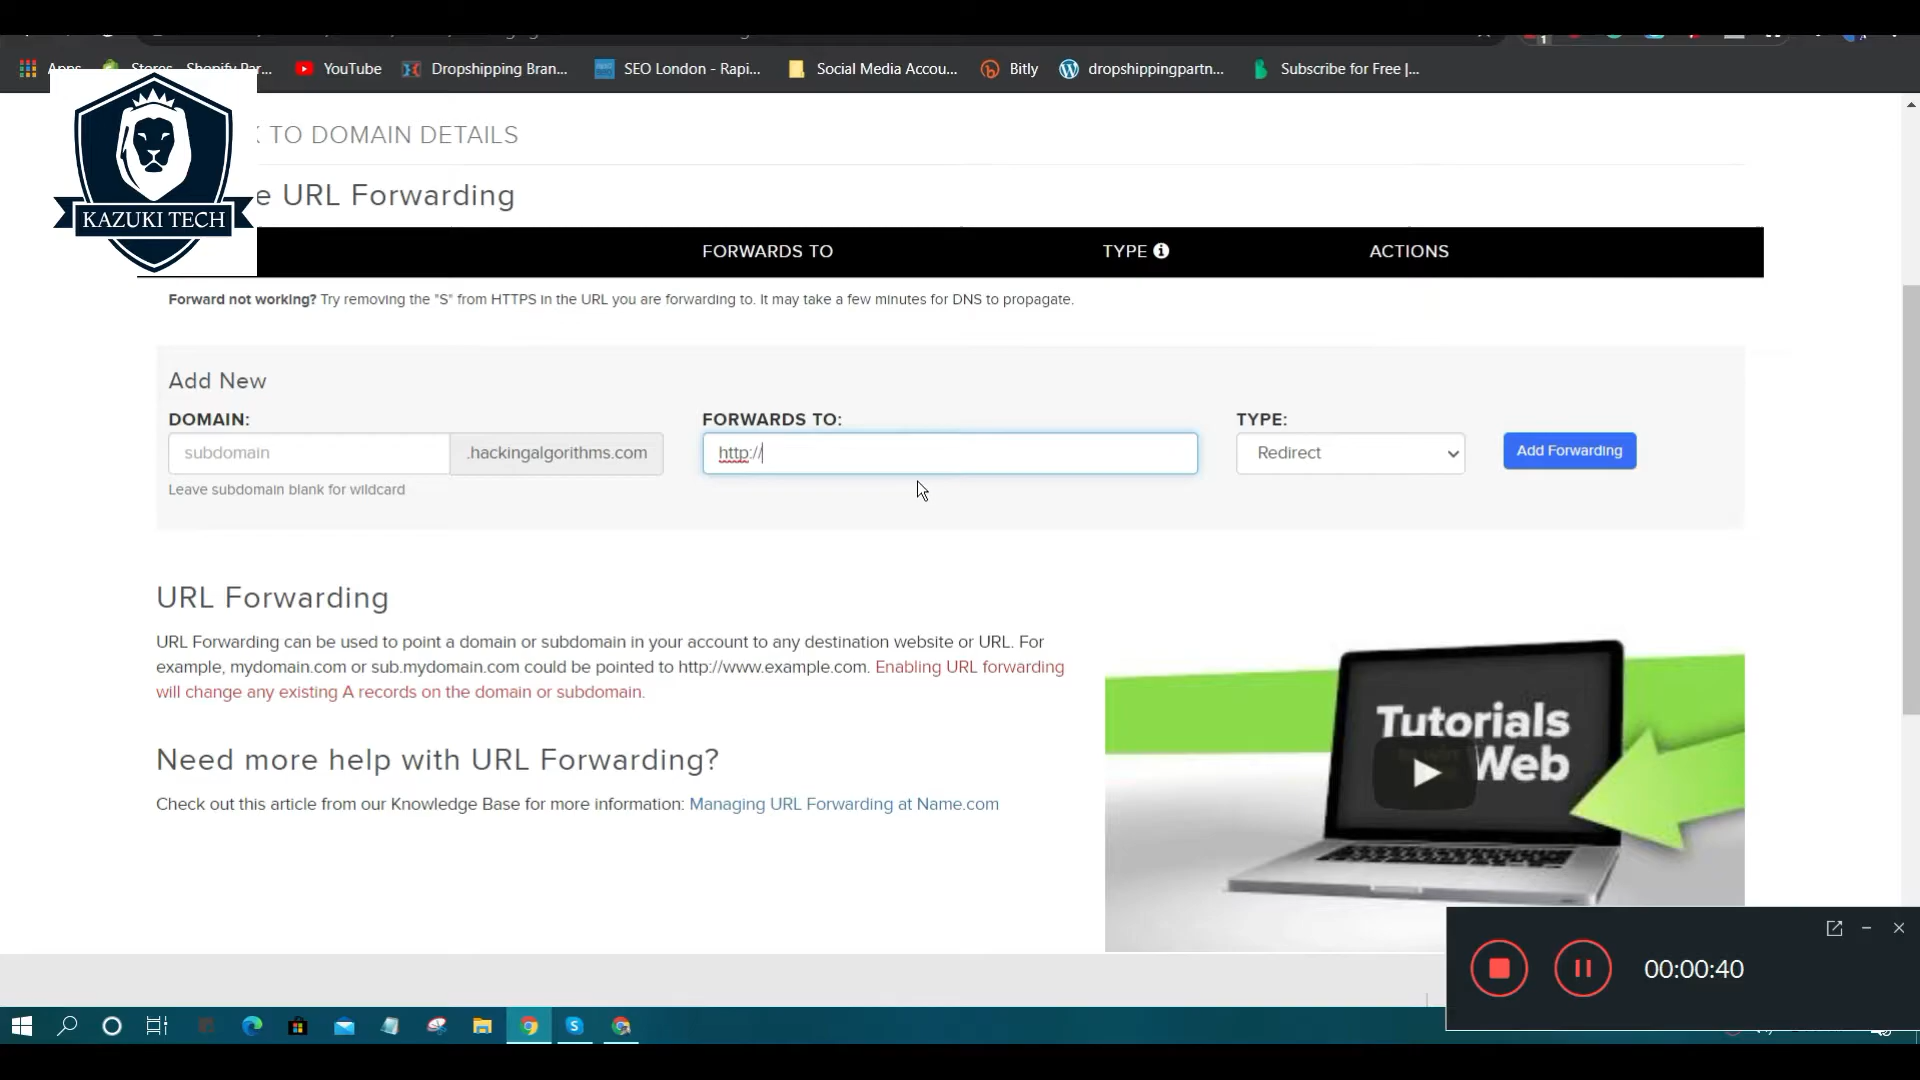 Apps
Stores
Shopify Par...
YouTube
Dropshipping Bran...
SEO London - Rapi...
Social Media Accou...
Bitly
dropshippingpartn...
Subscribe for Free |...
KAZUKI TECH
TO DOMAIN DETAILS
e URL Forwarding
FORWARDS TO
TYPE
ACTIONS
Forward not working? Try removing the "S" from HTTPS in the URL you are forwarding to. It may take a few minutes for DNS to propagate.
Add New
DOMAIN:
FORWARDS TO:
TYPE:
subdomain
.hackingalgorithms.com
http://
Redirect
Add Forwarding
Leave subdomain blank for wildcard
URL Forwarding
URL Forwarding can be used to point a domain or subdomain in your account to any destination website or URL. For
example, mydomain.com or sub.mydomain.com could be pointed to http://www.example.com. Enabling URL forwarding
will change any existing A records on the domain or subdomain.
Need more help with URL Forwarding?
Check out this article from our Knowledge Base for more information: Managing URL Forwarding at Name.com
Tutorials
Web
00:00:40